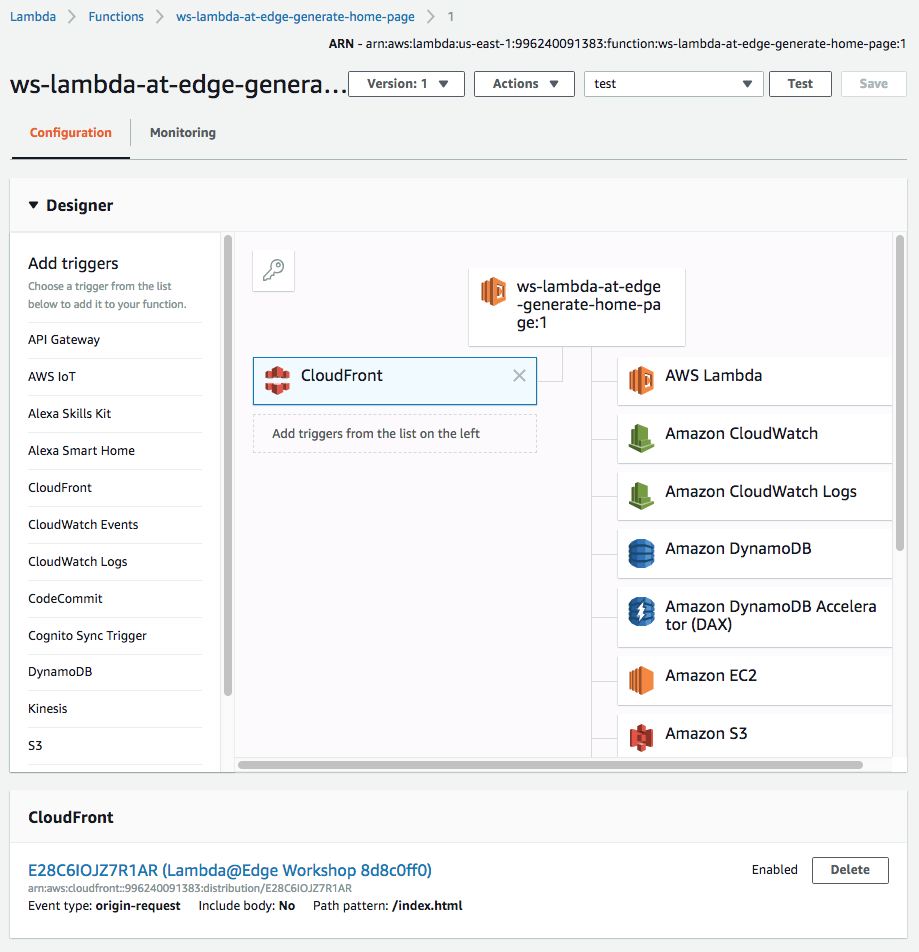 Lambda > Functions > ws-lambda-at-edge-generate-home-page > 1
ARN - arn:aws:lambda:us-east-1:996240091383:function:ws-lambda-at-edge-generate-home-page:1
ws-lambda-at-edge-genera... Version: 1 Actions test Test Save
Configuration Monitoring
Designer
Add triggers
Choose a trigger from the list
below to add it to your function.
API Gateway
AWS IoT
Alexa Skills Kit
Alexa Smart Home
CloudFront
CloudWatch Events
CloudWatch Logs
CodeCommit
Cognito Sync Trigger
DynamoDB
Kinesis
S3
ws-lambda-at-edge
-generate-home-pa
ge:1
CloudFront
Add triggers from the list on the left
AWS Lambda
Amazon CloudWatch
Amazon CloudWatch Logs
Amazon DynamoDB
Amazon DynamoDB Accelera
tor (DAX)
Amazon EC2
Amazon S3
CloudFront
E28C6IOJZ7R1AR (Lambda@Edge Workshop 8d8c0ff0) Enabled Delete
arn:aws:cloudfront::996240091383:distribution/E28C6IOJZ7R1AR
Event type: origin-request Include body: No Path pattern: /index.html